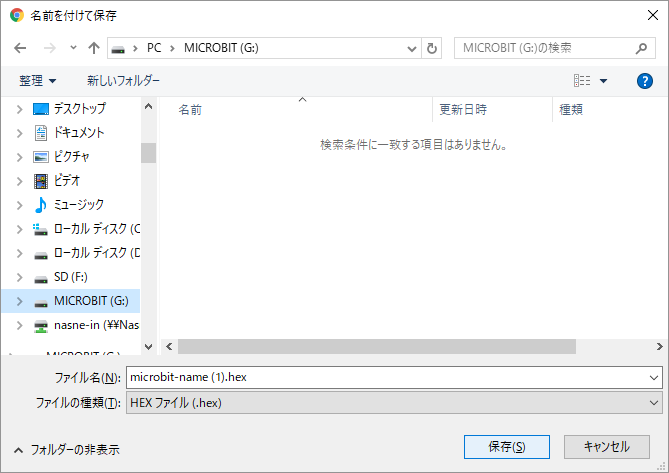 名前を付けて保存
PC MICROBIT (G:)
MICROBIT (G:)の検索
整理 新しいフォルダー
名前 更新日時 種類
検索条件に一致する項目はありません。
デスクトップ
ドキュメント
ピクチャ
ビデオ
ミュージック
ローカル ディスク (C
ローカル ディスク (D
SD (F:)
MICROBIT (G:)
nasne-in (¥¥Nas
MICROBIT (G:)
ファイル名(N): microbit-name (1).hex
ファイルの種類(T): HEX ファイル (.hex)
フォルダーの非表示
保存(S) キャンセル